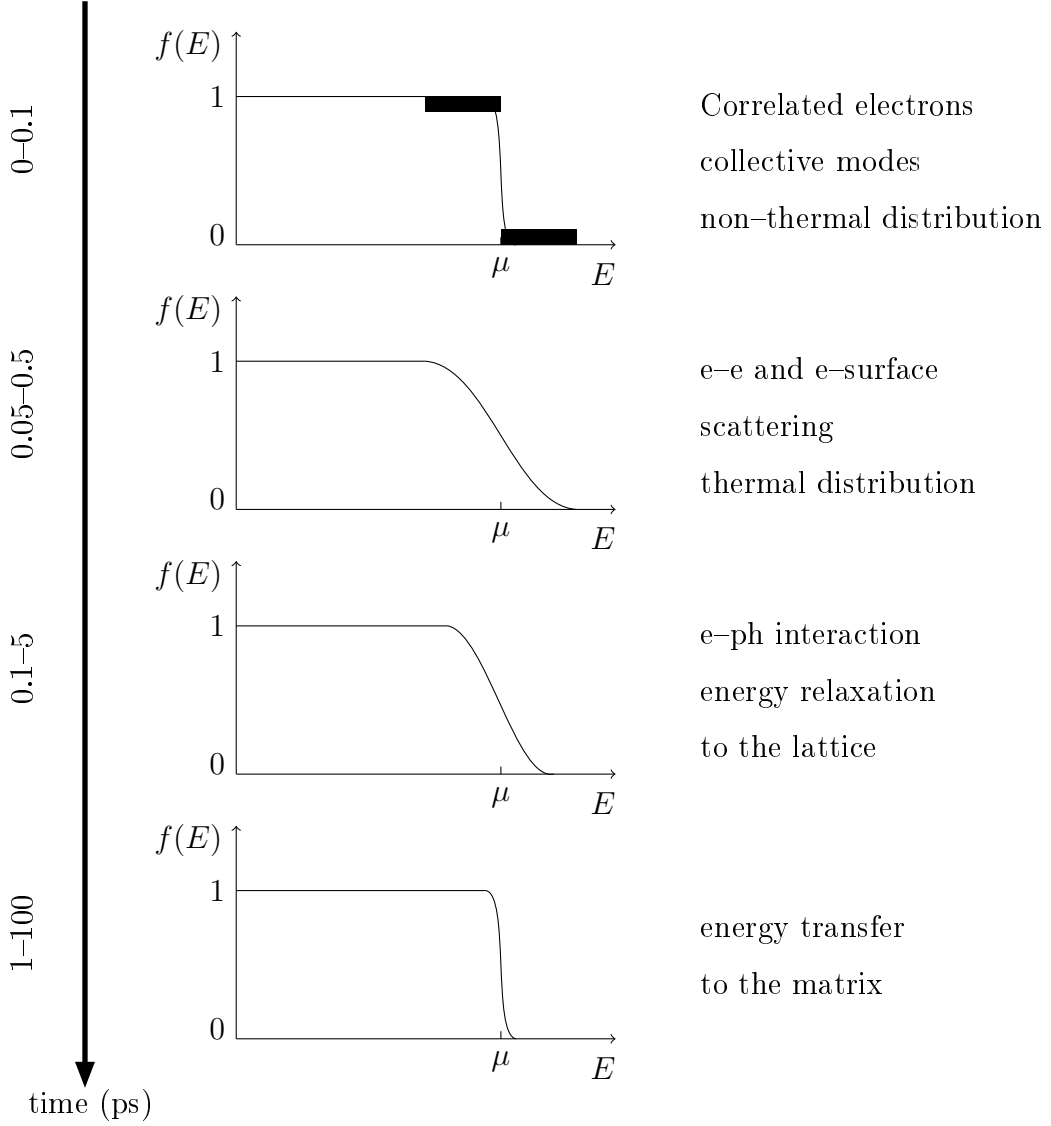 f(E)
1
0
μ
E
0–0.1
Correlated electrons
collective modes
non–thermal distribution
f(E)
1
0
μ
E
0.05–0.5
e–e and e–surface
scattering
thermal distribution
f(E)
1
0
μ
E
0.1–5
e–ph interaction
energy relaxation
to the lattice
f(E)
1
0
μ
E
1–100
energy transfer
to the matrix
time (ps)